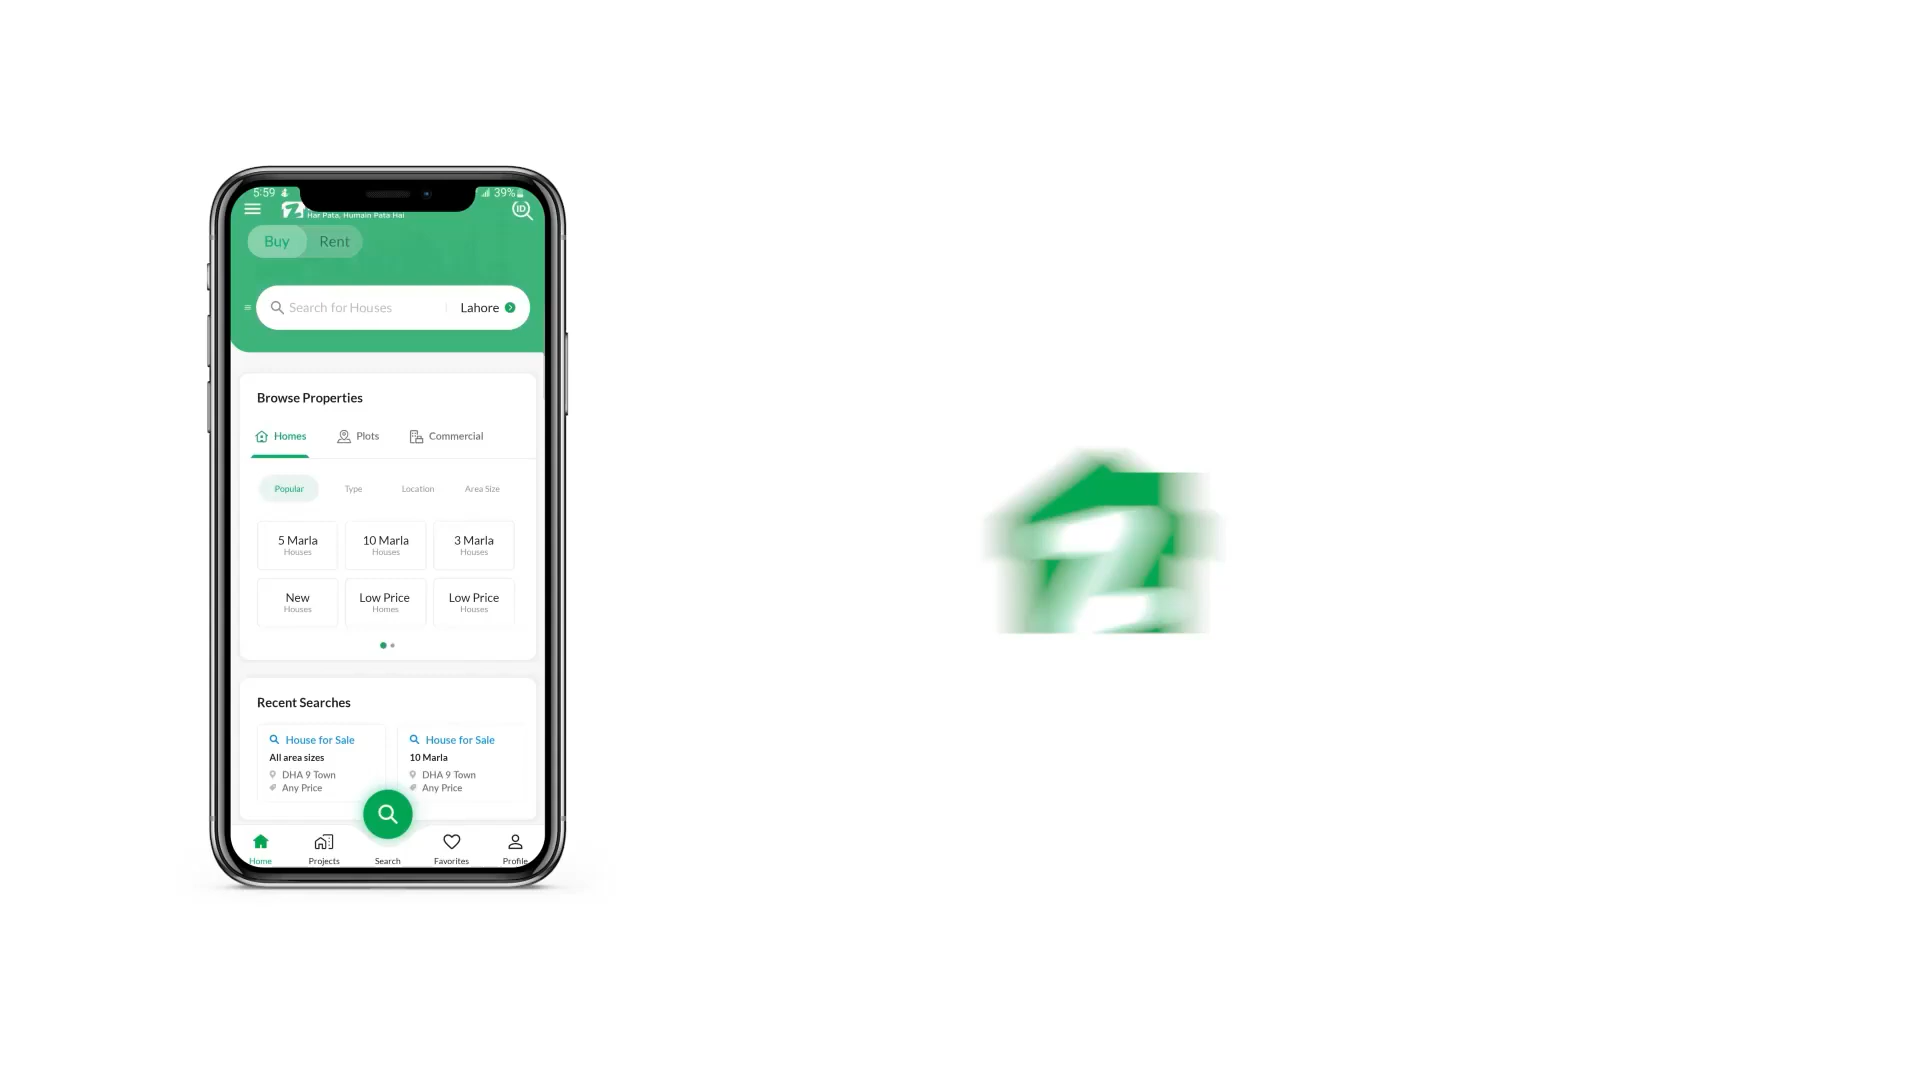 5:59
39%
Har Pata, Humain Pata Hai
ID
Buy Rent
Search for Houses Lahore
Browse Properties
Homes Plots Commercial
Popular Type Location Area Size
5 Marla 10 Marla 3 Marla
Houses Houses Houses
New Low Price Low Price
Houses Homes Houses
Recent Searches
House for Sale House for Sale
All area sizes 10 Marla
DHA 9 Town DHA 9 Town
Any Price Any Price
Home Projects Search Favorites Profile
Z